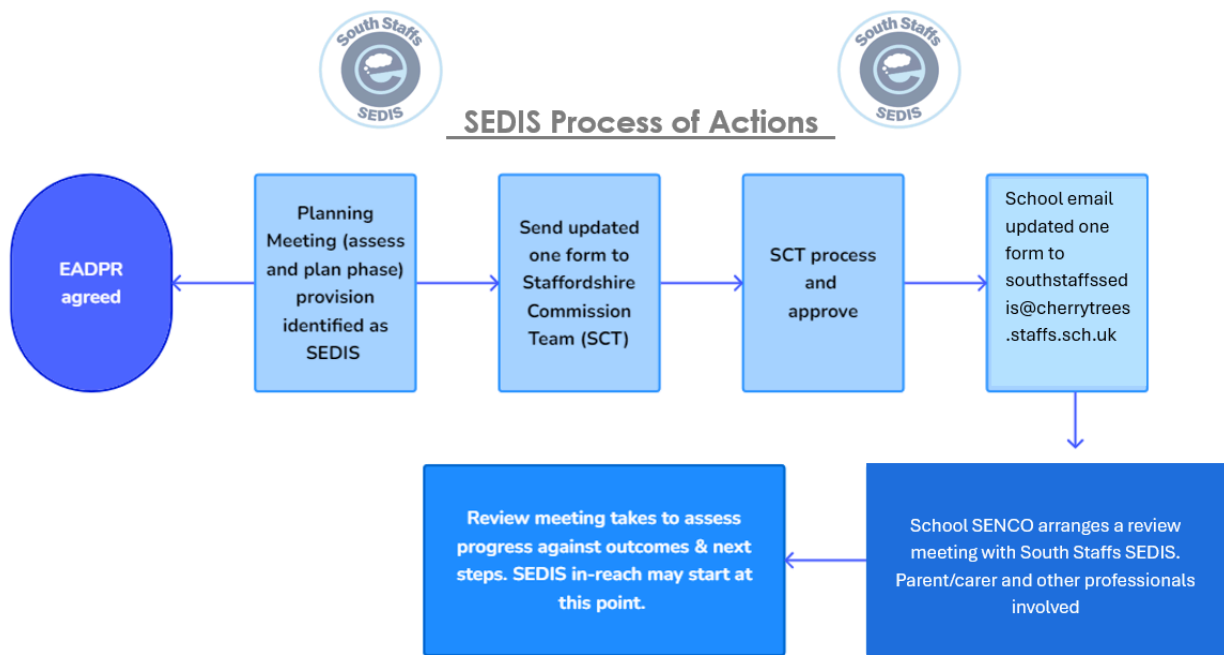 South Staffs
SEDIS
South Staffs
SEDIS
SEDIS Process of Actions
EADPR
agreed
Planning
Meeting (assess
and plan phase)
provision
identified as
SEDIS
Send updated
one form to
Staffordshire
Commission
Team (SCT)
SCT process
and
approve
School email
updated one
form to
southstaffssed
is@cherrytrees
.staffs.sch.uk
School SENCO arranges a review
meeting with South Staffs SEDIS.
Parent/carer and other professionals
involved
Review meeting takes to assess
progress against outcomes & next
steps. SEDIS in-reach may start at
this point.